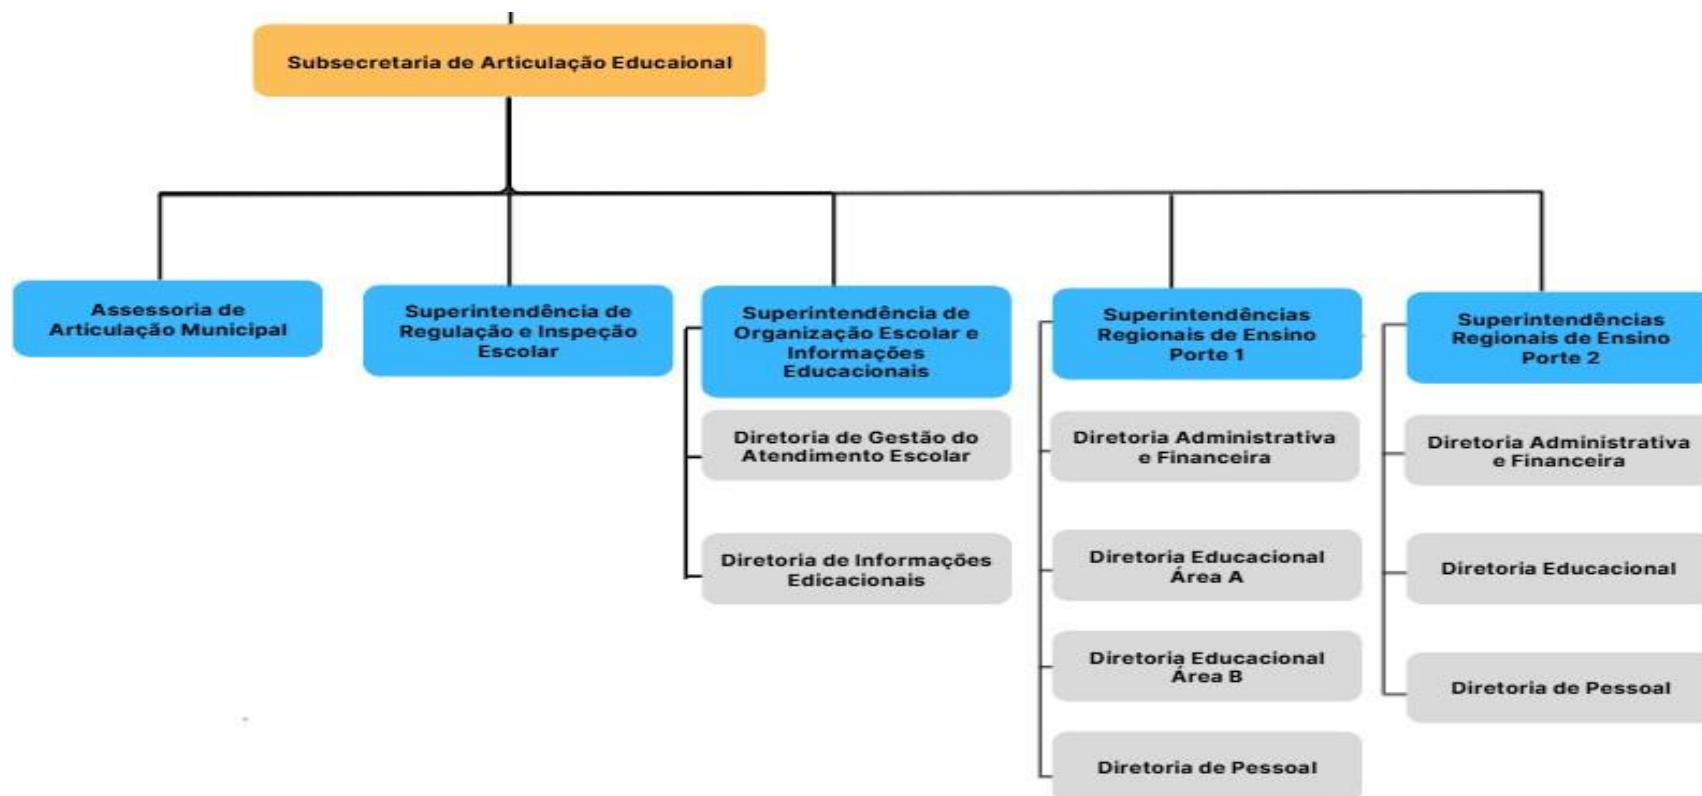 Subsecretaria de Articulação Educaional
Assessoria de
Articulação Municipal
Superintendência de
Regulação e Inspeção
Escolar
Superintendência de
Organização Escolar e
Informações
Educacionais
Diretoria de Gestão do
Atendimento Escolar
Diretoria de Informações
Edicacionais
Superintendências
Regionais de Ensino
Porte 1
Diretoria Administrativa
e Financeira
Diretoria Educacional
Área A
Diretoria Educacional
Área B
Diretoria de Pessoal
Superintendências
Regionais de Ensino
Porte 2
Diretoria Administrativa
e Financeira
Diretoria Educacional
Diretoria de Pessoal